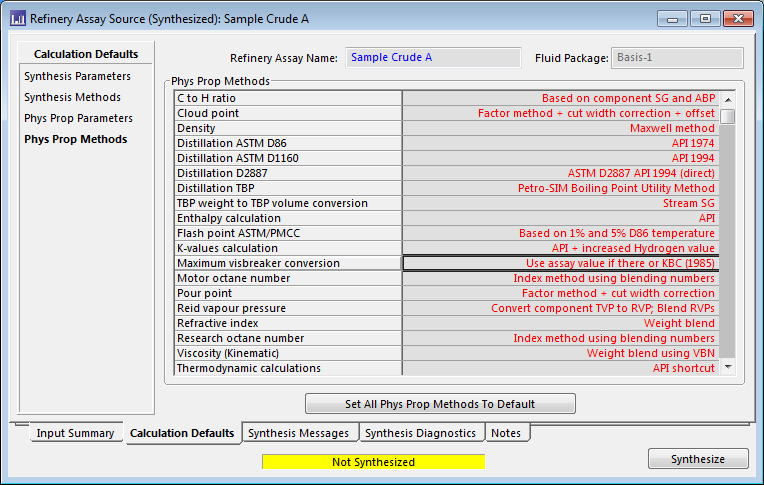 Refinery Assay Source (Synthesized): Sample Crude A
Calculation Defaults
Synthesis Parameters
Synthesis Methods
Phys Prop Parameters
Phys Prop Methods
Refinery Assay Name: Sample Crude A Fluid Package: Basis-1
Phys Prop Methods
C to H ratio Based on component SG and ABP
Cloud point Factor method + cut width correction + offset
Density Maxwell method
Distillation ASTM D86 API 1974
Distillation ASTM D1160 API 1994
Distillation D2887 ASTM D2887 API 1994 (direct)
Distillation TBP Petro-SIM Boiling Point Utility Method
TBP weight to TBP volume conversion Stream SG
Enthalpy calculation API
Flash point ASTM/PMCC Based on 1% and 5% D86 temperature
K-values calculation API + increased Hydrogen value
Maximum visbreaker conversion Use assay value if there or KBC (1985)
Motor octane number Index method using blending numbers
Pour point Factor method + cut width correction
Reid vapour pressure Convert component TVP to RVP; Blend RVPs
Refractive index Weight blend
Research octane number Index method using blending numbers
Viscosity (Kinematic) Weight blend using VBN
Thermodynamic calculations API shortcut
Set All Phys Prop Methods To Default
Input Summary Calculation Defaults Synthesis Messages Synthesis Diagnostics Notes
Not Synthesized Synthesize